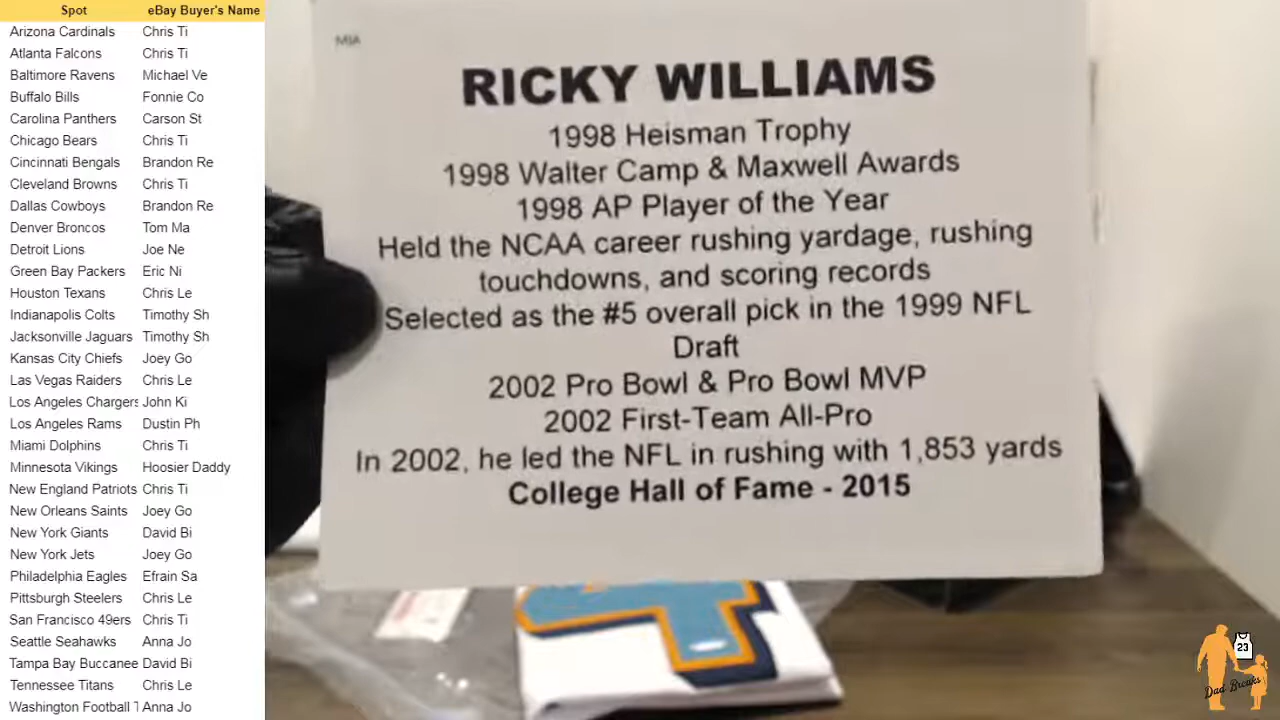 Spot eBay Buyer's Name
Arizona Cardinals Chris Ti
Atlanta Falcons Chris Ti
Baltimore Ravens Michael Ve
Buffalo Bills Fonnie Co
Carolina Panthers Carson St
Chicago Bears Chris Ti
Cincinnati Bengals Brandon Re
Cleveland Browns Chris Ti
Dallas Cowboys Brandon Re
Denver Broncos Tom Ma
Detroit Lions Joe Ne
Green Bay Packers Eric Ni
Houston Texans Chris Le
Indianapolis Colts Timothy Sh
Jacksonville Jaguars Timothy Sh
Kansas City Chiefs Joey Go
Las Vegas Raiders Chris Le
Los Angeles Chargers John Ki
Los Angeles Rams Dustin Ph
Miami Dolphins Chris Ti
Minnesota Vikings Hoosier Daddy
New England Patriots Chris Ti
New Orleans Saints Joey Go
New York Giants David Bi
New York Jets Joey Go
Philadelphia Eagles Efrain Sa
Pittsburgh Steelers Chris Le
San Francisco 49ers Chris Ti
Seattle Seahawks Anna Jo
Tampa Bay Buccanee David Bi
Tennessee Titans Chris Le
Washington Football T Anna Jo
MIA
RICKY WILLIAMS
1998 Heisman Trophy
1998 Walter Camp & Maxwell Awards
1998 AP Player of the Year
Held the NCAA career rushing yardage, rushing
touchdowns, and scoring records
Selected as the #5 overall pick in the 1999 NFL
Draft
2002 Pro Bowl & Pro Bowl MVP
2002 First-Team All-Pro
In 2002, he led the NFL in rushing with 1,853 yards
College Hall of Fame - 2015
4
23
Dad Breaks